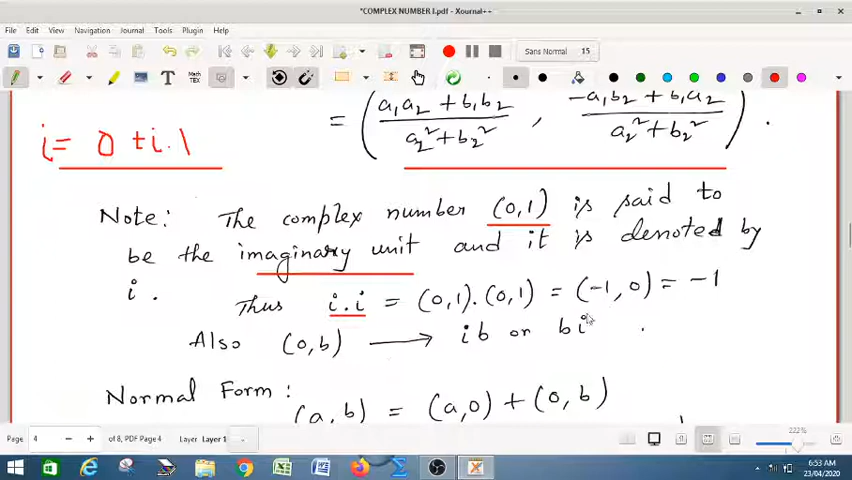 *COMPLEX NUMBER I.pdf - Xournal++
File Edit View Navigation Journal Tools Plugin Help
Sans Normal 15
T Math TEX
= ( a₁a₂ + b₁b₂ / a₂² + b₂² , -a₁b₂ + b₁a₂ / a₂² + b₂² ) .
i = 0 + i.1
Note: The complex number (0,1) is said to
be the imaginary unit and it is denoted by
i .
Thus i.i = (0,1).(0,1) = (-1,0) = -1
Also (0,b) ⟶ ib or bi .
Normal Form:
(a,b) = (a,0) + (0,b)
Page 4 of 8, PDF Page 4 Layer Layer 1
222%
6:53 AM
23/04/2020